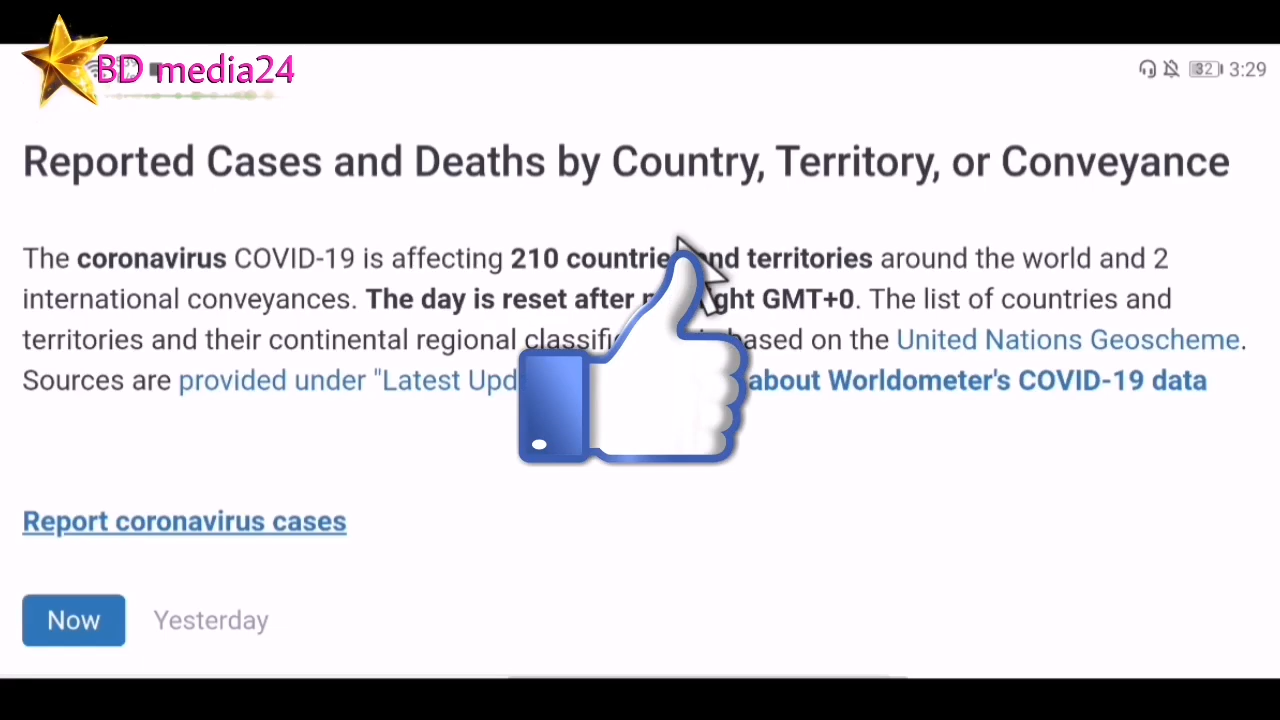 BD media24
32 3:29
Reported Cases and Deaths by Country, Territory, or Conveyance
The coronavirus COVID-19 is affecting 210 countrie nd territories around the world and 2
international conveyances. The day is reset after ght GMT+0. The list of countries and
territories and their continental regional classifi based on the United Nations Geoscheme.
Sources are provided under "Latest Upd about Worldometer's COVID-19 data
Report coronavirus cases
Now Yesterday